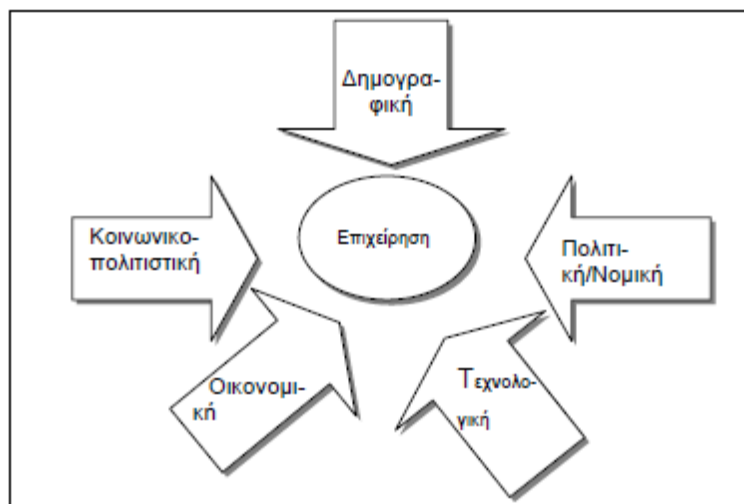 Δημογρα-
φική
Κοινωνικο-
πολιτιστική
Επιχείρηση
Πολιτι-
κή/Νομική
Οικονομι-
κή
Τεχνολο-
γική